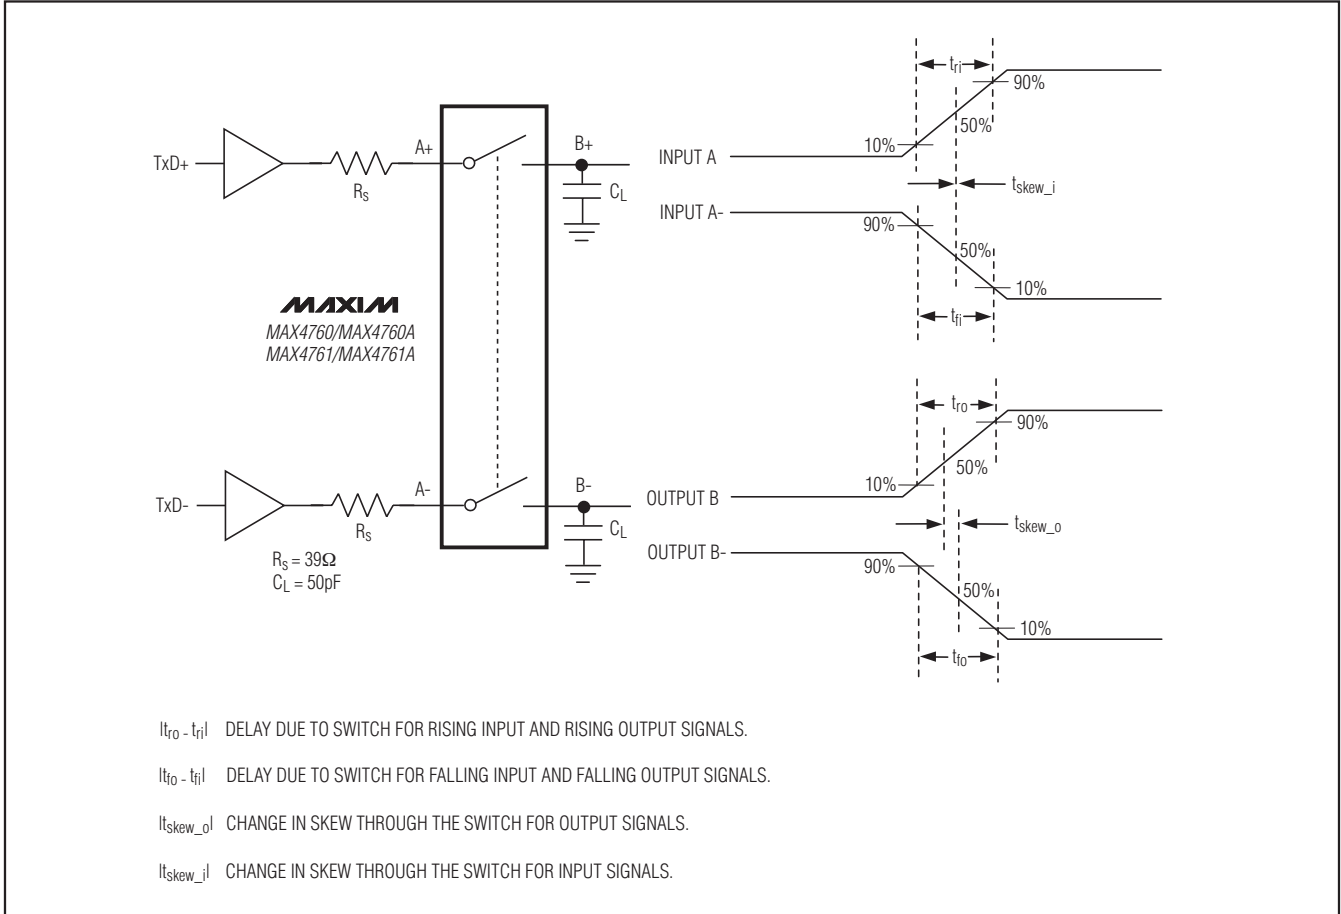 TxD+
R_S
A+
B+
C_L
MAXIM
MAX4760/MAX4760A
MAX4761/MAX4761A
TxD-
R_S
A-
B-
C_L
R_S = 39Ω
C_L = 50pF
INPUT A
10%
t_ri
90%
50%
t_skew_i
INPUT A-
90%
50%
10%
t_fi
OUTPUT B
10%
t_ro
90%
50%
t_skew_o
OUTPUT B-
90%
50%
10%
t_fo
|t_ro - t_ri| DELAY DUE TO SWITCH FOR RISING INPUT AND RISING OUTPUT SIGNALS.
|t_fo - t_fi| DELAY DUE TO SWITCH FOR FALLING INPUT AND FALLING OUTPUT SIGNALS.
|t_skew_o| CHANGE IN SKEW THROUGH THE SWITCH FOR OUTPUT SIGNALS.
|t_skew_i| CHANGE IN SKEW THROUGH THE SWITCH FOR INPUT SIGNALS.